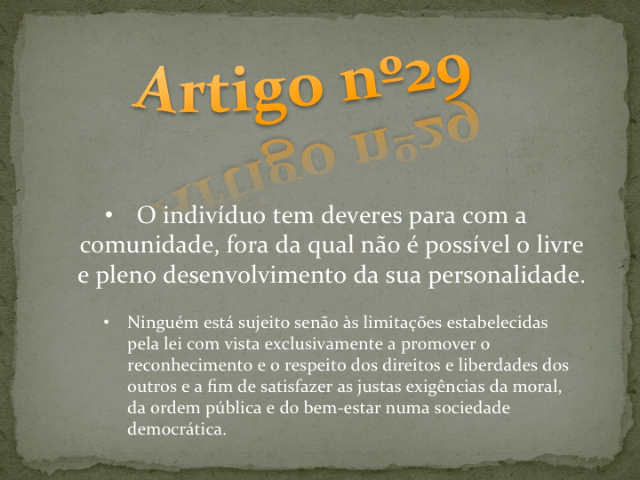 Artigo nº29
• O indivíduo tem deveres para com a
comunidade, fora da qual não é possível o livre
e pleno desenvolvimento da sua personalidade.
• Ninguém está sujeito senão às limitações estabelecidas
pela lei com vista exclusivamente a promover o
reconhecimento e o respeito dos direitos e liberdades dos
outros e a fim de satisfazer as justas exigências da moral,
da ordem pública e do bem-estar numa sociedade
democrática.